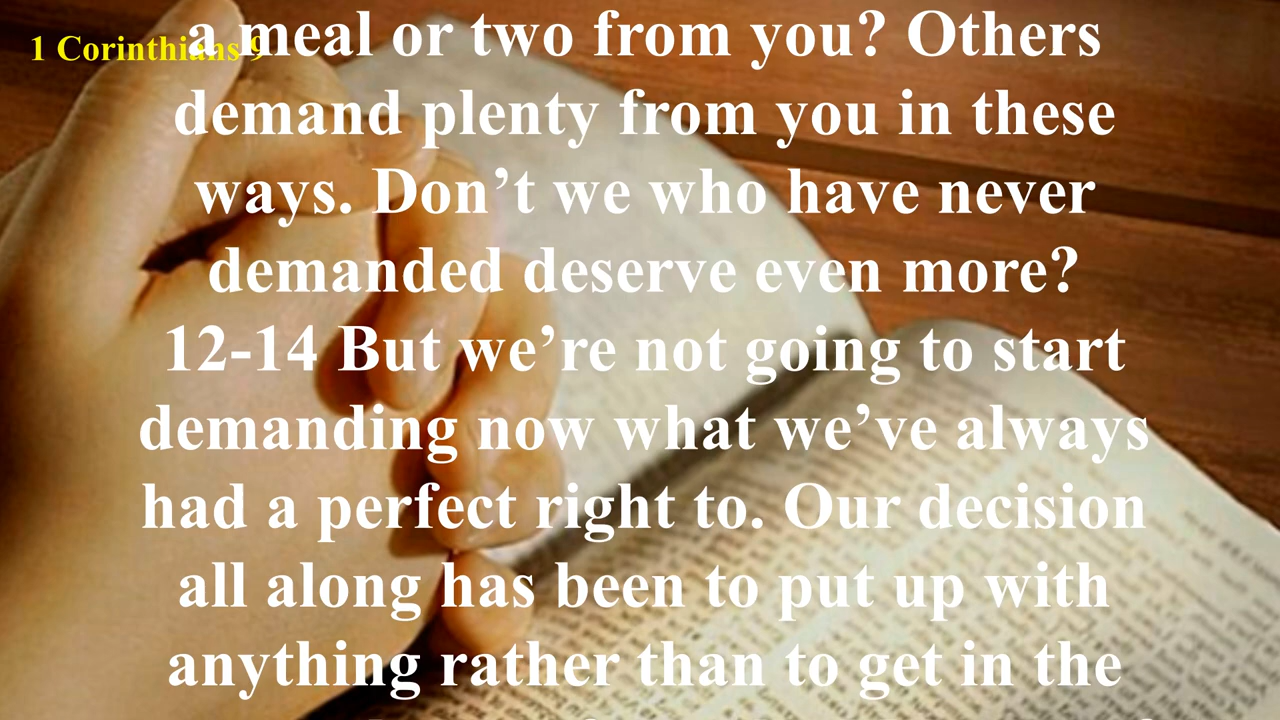 1 Corinthians 9
a meal or two from you? Others
demand plenty from you in these
ways. Don’t we who have never
demanded deserve even more?
12-14 But we’re not going to start
demanding now what we’ve always
had a perfect right to. Our decision
all along has been to put up with
anything rather than to get in the